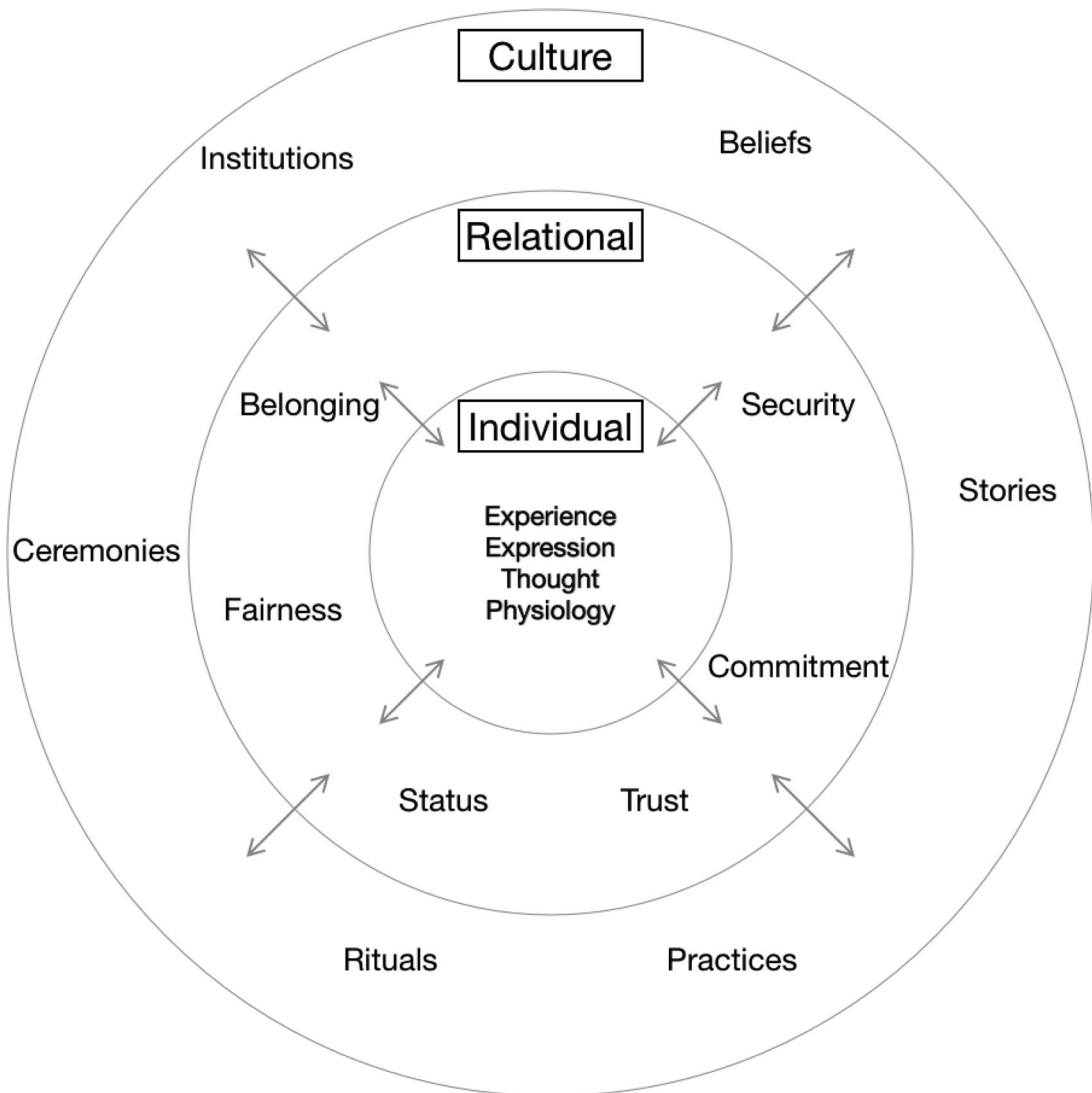 Culture
Institutions
Beliefs
Relational
Belonging
Security
Individual
Stories
Experience
Expression
Thought
Physiology
Ceremonies
Fairness
Commitment
Status
Trust
Rituals
Practices